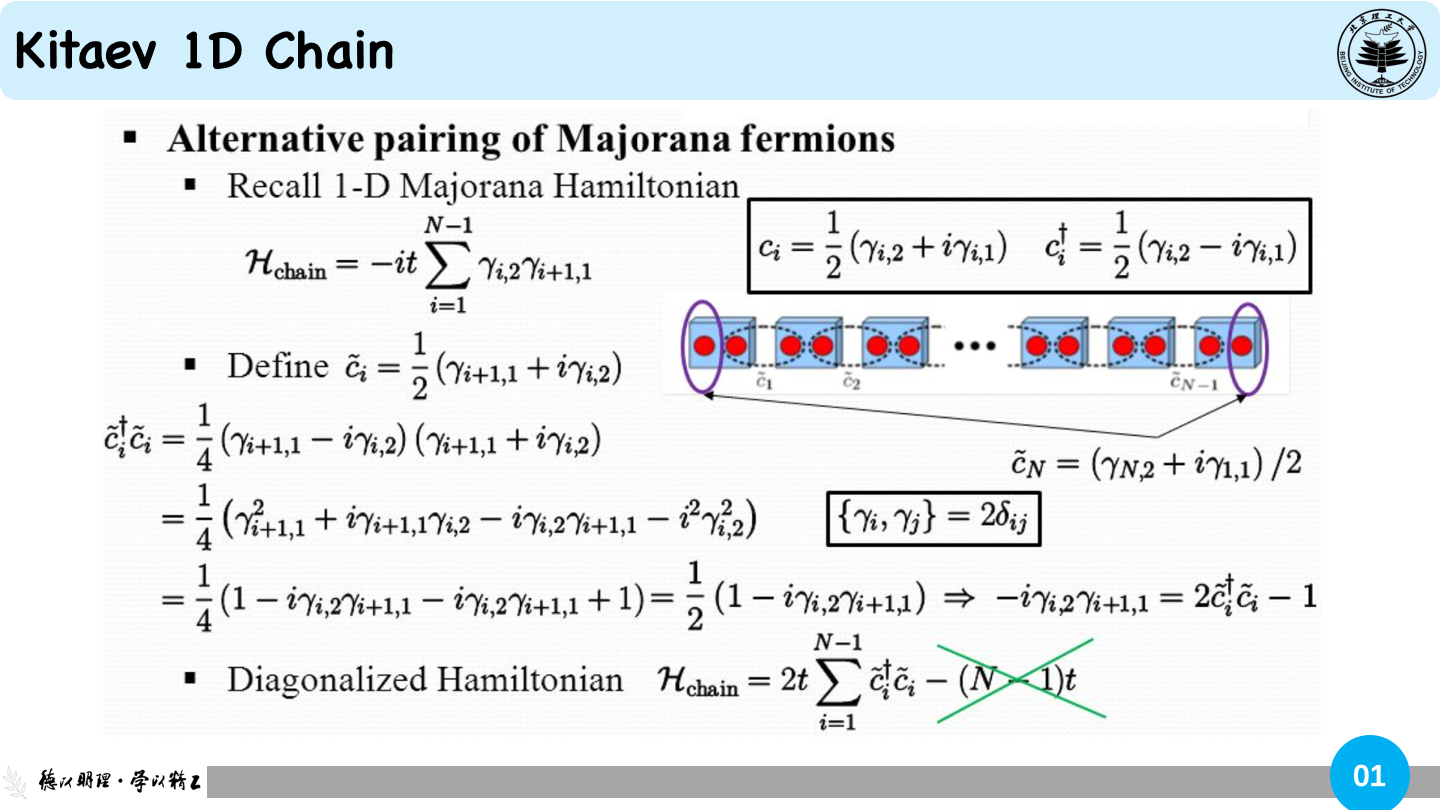 Kitaev 1D Chain
北京理工大学
BEIJING INSTITUTE OF TECHNOLOGY
1940
▪ Alternative pairing of Majorana fermions
▪ Recall 1-D Majorana Hamiltonian
$\mathcal{H}_{\text{chain}} = -it \sum_{i=1}^{N-1} \gamma_{i,2}\gamma_{i+1,1}$
$c_i = \frac{1}{2}(\gamma_{i,2} + i\gamma_{i,1}) \quad c_i^\dagger = \frac{1}{2}(\gamma_{i,2} - i\gamma_{i,1})$
▪ Define $\tilde{c}_i = \frac{1}{2}(\gamma_{i+1,1} + i\gamma_{i,2})$
$\tilde{c}_1$ $\tilde{c}_2$ $\tilde{c}_{N-1}$
$\tilde{c}_i^\dagger \tilde{c}_i = \frac{1}{4}(\gamma_{i+1,1} - i\gamma_{i,2})(\gamma_{i+1,1} + i\gamma_{i,2})$
$\tilde{c}_N = (\gamma_{N,2} + i\gamma_{1,1})/2$
$= \frac{1}{4}(\gamma_{i+1,1}^2 + i\gamma_{i+1,1}\gamma_{i,2} - i\gamma_{i,2}\gamma_{i+1,1} - i^2\gamma_{i,2}^2)$
$\{\gamma_i, \gamma_j\} = 2\delta_{ij}$
$= \frac{1}{4}(1 - i\gamma_{i,2}\gamma_{i+1,1} - i\gamma_{i,2}\gamma_{i+1,1} + 1) = \frac{1}{2}(1 - i\gamma_{i,2}\gamma_{i+1,1}) \Rightarrow -i\gamma_{i,2}\gamma_{i+1,1} = 2\tilde{c}_i^\dagger \tilde{c}_i - 1$
▪ Diagonalized Hamiltonian $\mathcal{H}_{\text{chain}} = 2t \sum_{i=1}^{N-1} \tilde{c}_i^\dagger \tilde{c}_i - (N-1)t$
德以明理·学以精工
01